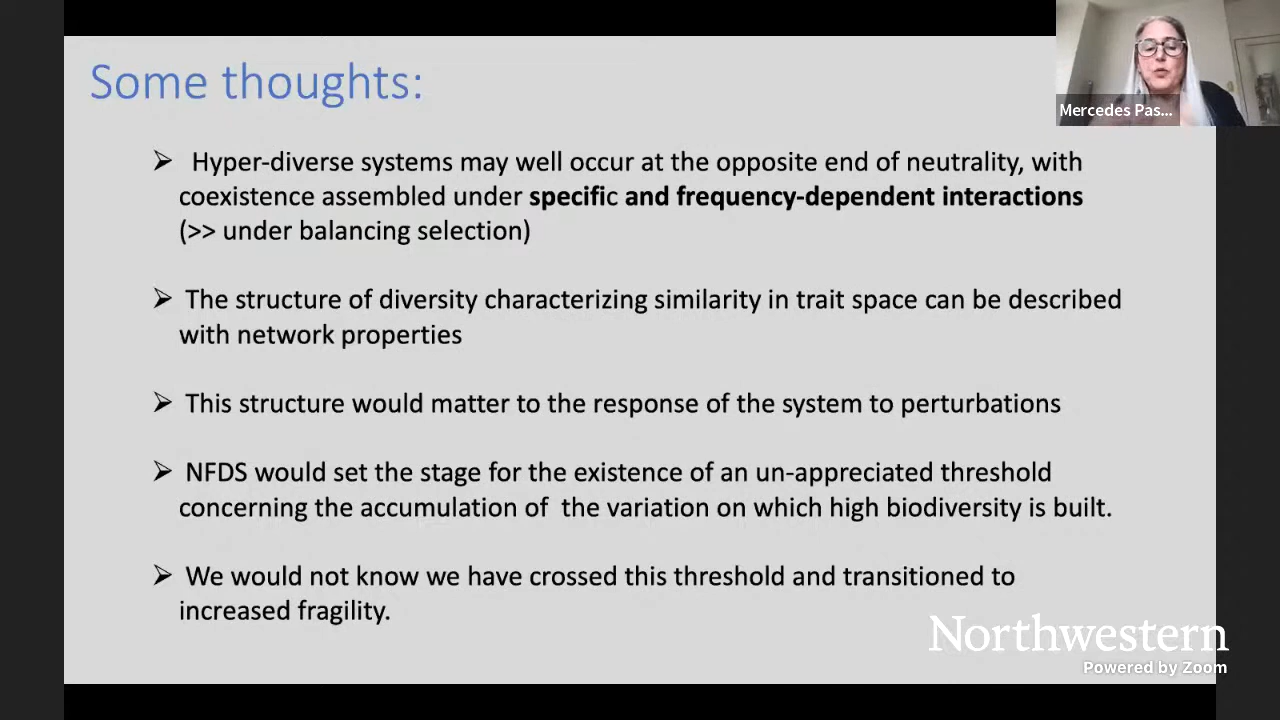 Some thoughts:
Mercedes Pas...
➢ Hyper-diverse systems may well occur at the opposite end of neutrality, with
coexistence assembled under specific and frequency-dependent interactions
(>> under balancing selection)
➢ The structure of diversity characterizing similarity in trait space can be described
with network properties
➢ This structure would matter to the response of the system to perturbations
➢ NFDS would set the stage for the existence of an un-appreciated threshold
concerning the accumulation of the variation on which high biodiversity is built.
➢ We would not know we have crossed this threshold and transitioned to
increased fragility.
Northwestern
Powered by Zoom